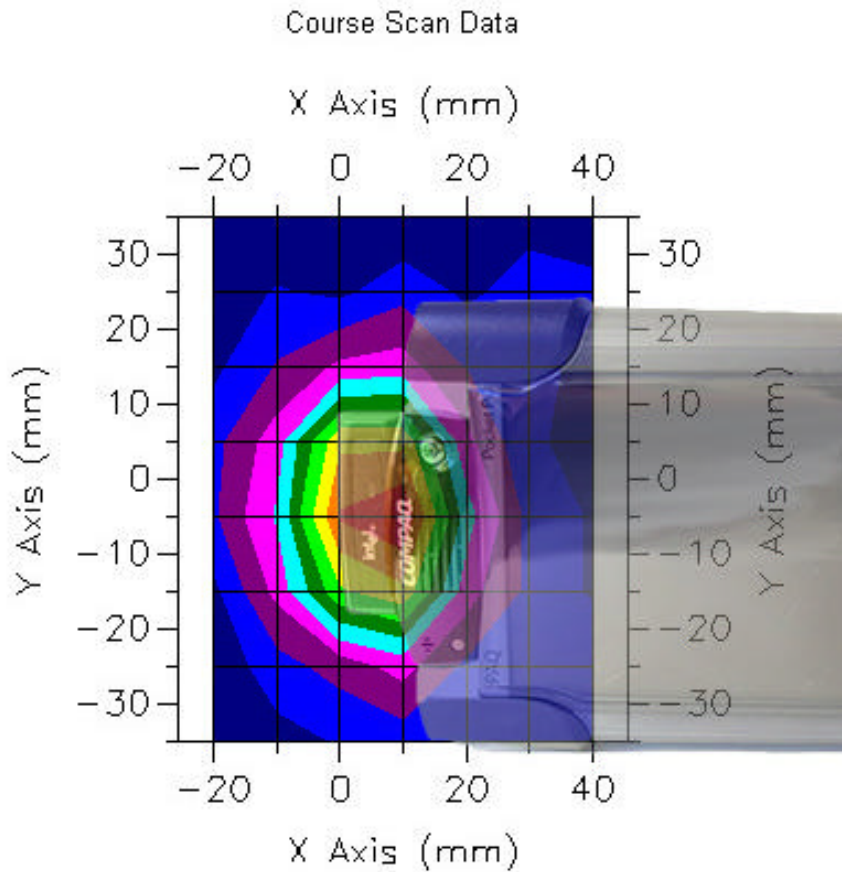 Course Scan Data
X Axis (mm)
-20 0 20 40
30 30
20 20
10 10
0 0
-10 -10
-20 -20
-30 -30
Y Axis (mm)
Y Axis (mm)
intel.
COMPAQ
iPAQ
-20 0 20 40
X Axis (mm)